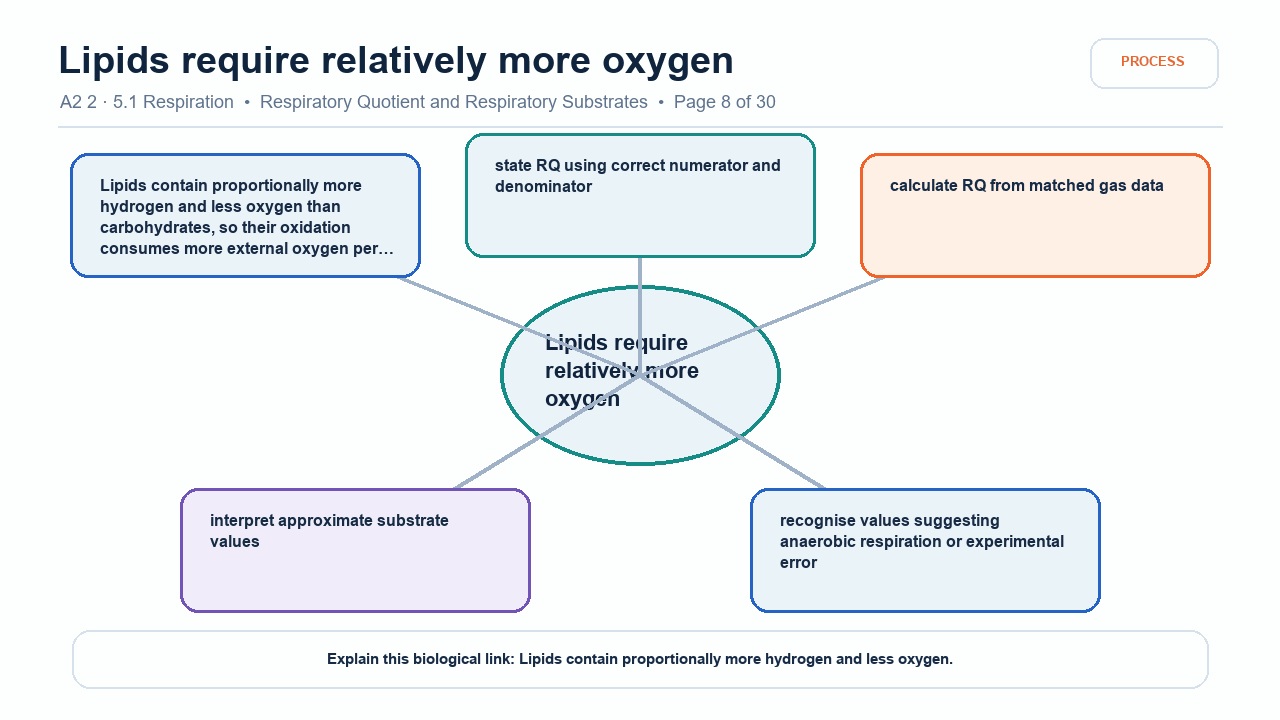 Lipids require relatively more oxygen
PROCESS
A2 2 · 5.1 Respiration • Respiratory Quotient and Respiratory Substrates • Page 8 of 30
Lipids contain proportionally more
hydrogen and less oxygen than
carbohydrates, so their oxidation
consumes more external oxygen per…
state RQ using correct numerator and
denominator
calculate RQ from matched gas data
Lipids require
relatively more
oxygen
interpret approximate substrate
values
recognise values suggesting
anaerobic respiration or experimental
error
Explain this biological link: Lipids contain proportionally more hydrogen and less oxygen.